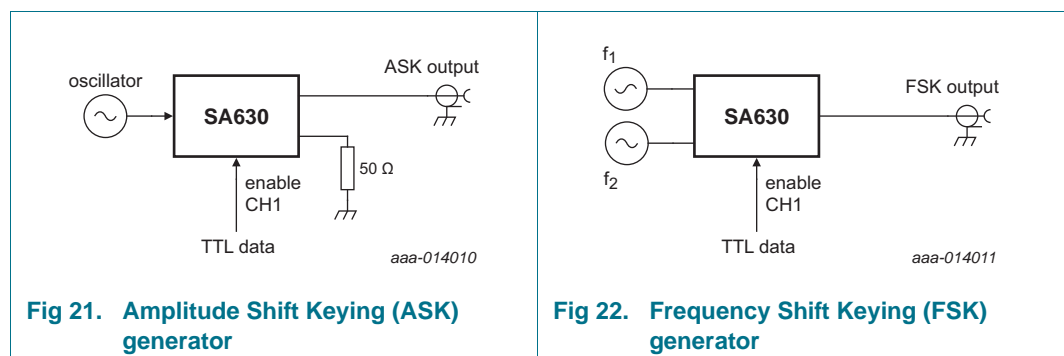 oscillator
SA630
ASK output
50 Ω
enable
CH1
TTL data
aaa-014010
Fig 21. Amplitude Shift Keying (ASK)
generator
f1
f2
SA630
FSK output
enable
CH1
TTL data
aaa-014011
Fig 22. Frequency Shift Keying (FSK)
generator